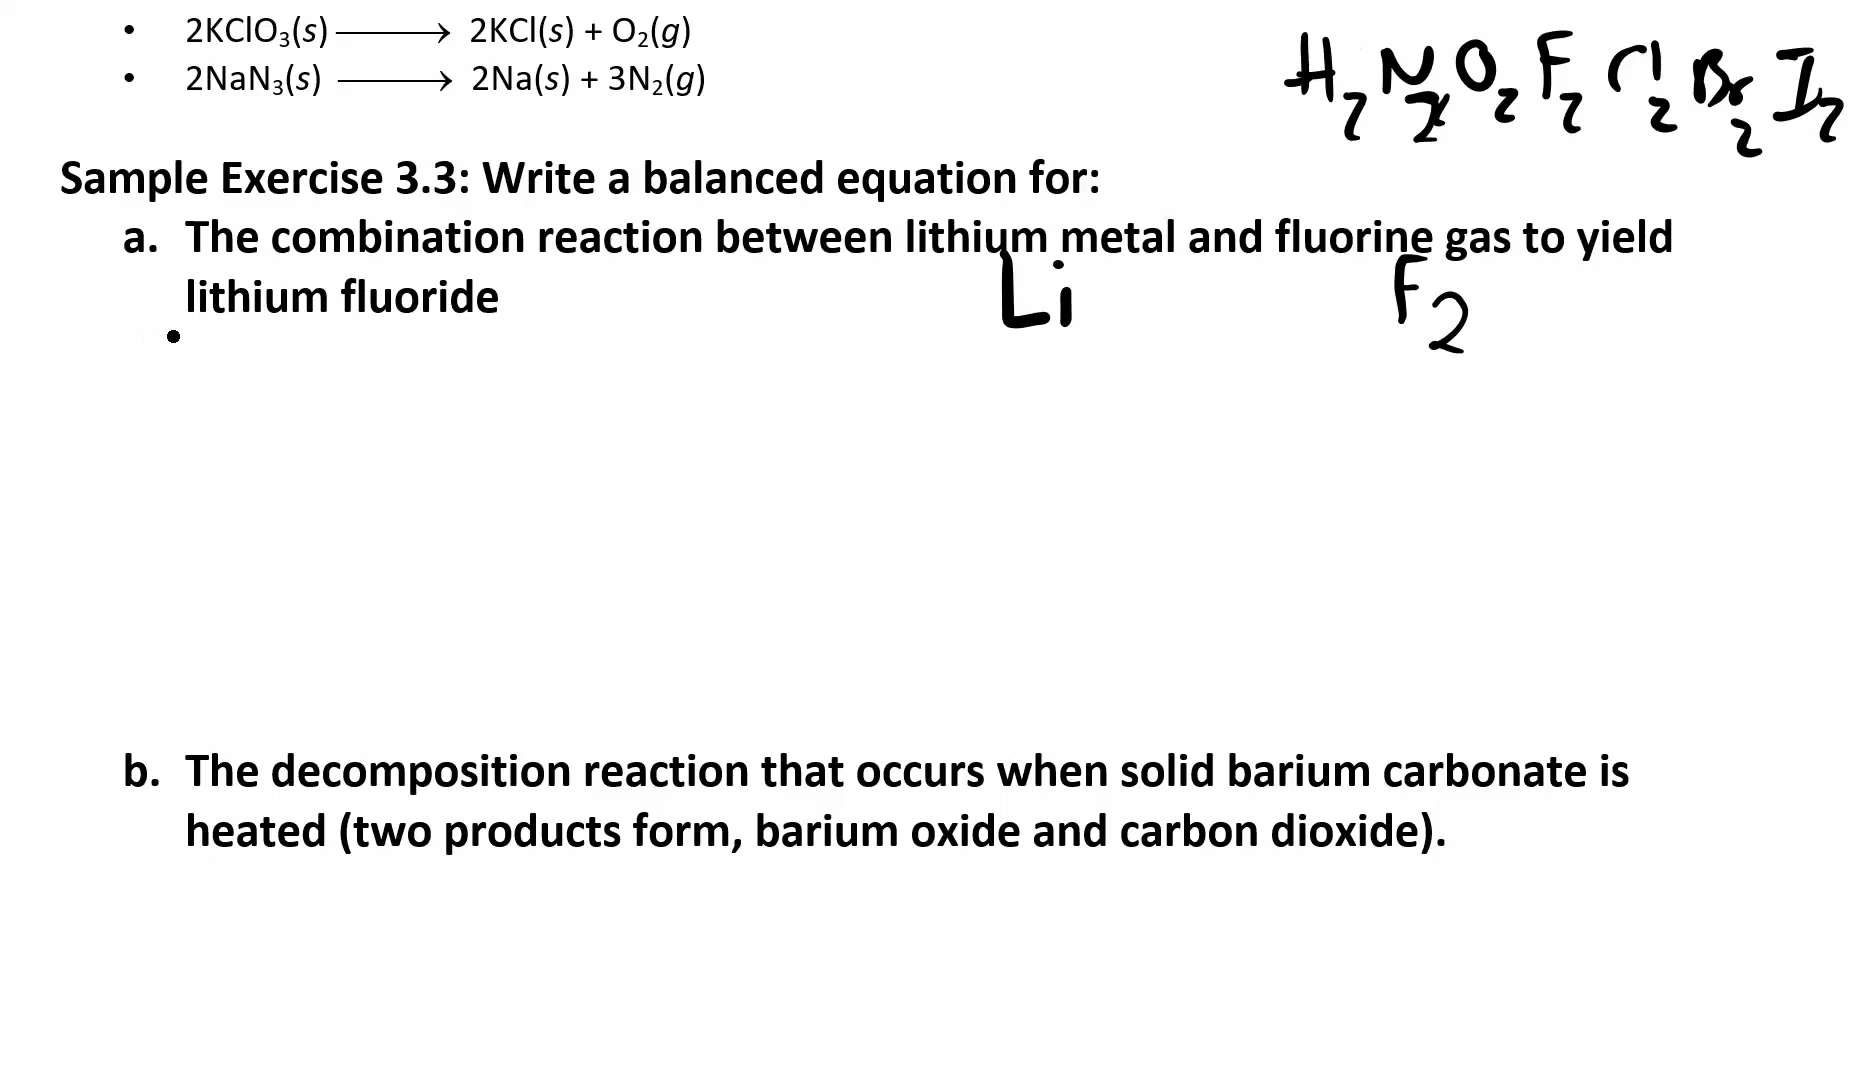 • 2KClO₃(s) ⟶ 2KCl(s) + O₂(g)
H₂ N₂ O₂ F₂ Cl₂ Br₂ I₂
• 2NaN₃(s) ⟶ 2Na(s) + 3N₂(g)
Sample Exercise 3.3: Write a balanced equation for:
a. The combination reaction between lithium metal and fluorine gas to yield
lithium fluoride
Li F₂
b. The decomposition reaction that occurs when solid barium carbonate is
heated (two products form, barium oxide and carbon dioxide).